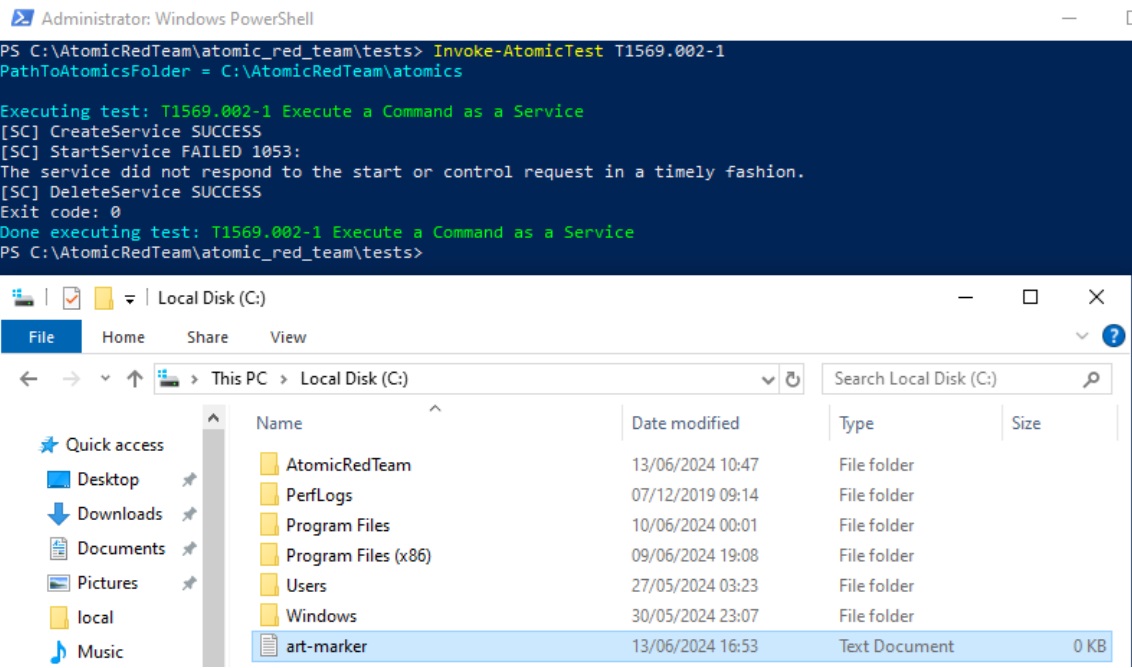 Administrator: Windows PowerShell
PS C:\AtomicRedTeam\atomic_red_team\tests> Invoke-AtomicTest T1569.002-1
PathToAtomicsFolder = C:\AtomicRedTeam\atomics
Executing test: T1569.002-1 Execute a Command as a Service
[SC] CreateService SUCCESS
[SC] StartService FAILED 1053:
The service did not respond to the start or control request in a timely fashion.
[SC] DeleteService SUCCESS
Exit code: 0
Done executing test: T1569.002-1 Execute a Command as a Service
PS C:\AtomicRedTeam\atomic_red_team\tests>
Local Disk (C:)
File Home Share View ?
This PC > Local Disk (C:) Search Local Disk (C:)
Name Date modified Type Size
Quick access
Desktop
Downloads
Documents
Pictures
local
Music
AtomicRedTeam 13/06/2024 10:47 File folder
PerfLogs 07/12/2019 09:14 File folder
Program Files 10/06/2024 00:01 File folder
Program Files (x86) 09/06/2024 19:08 File folder
Users 27/05/2024 03:23 File folder
Windows 30/05/2024 23:07 File folder
art-marker 13/06/2024 16:53 Text Document 0 KB